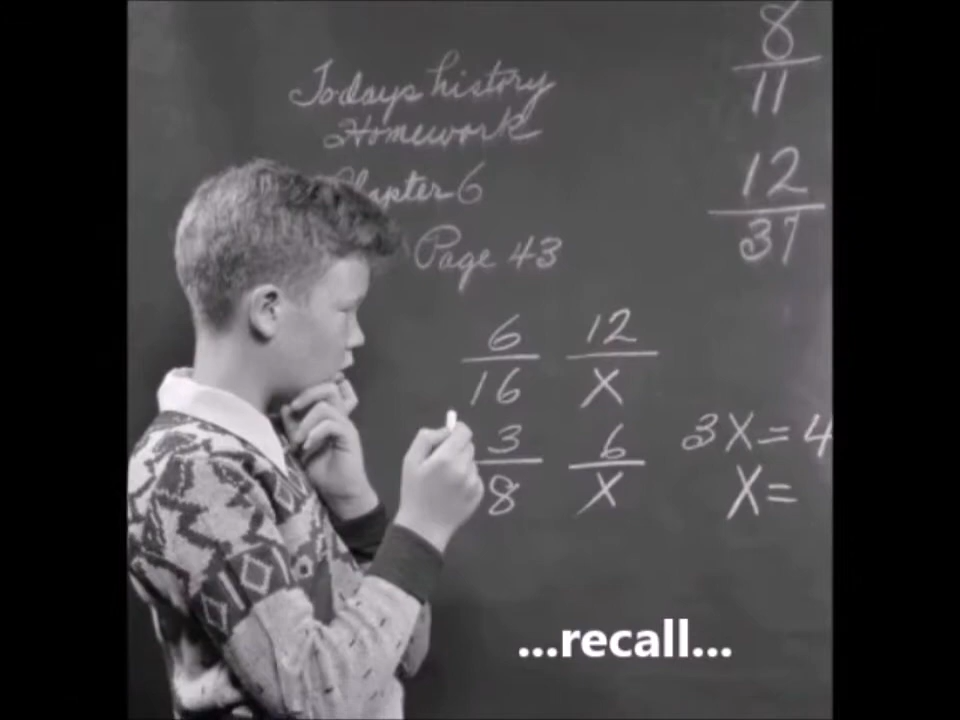 Todays history
Homework
Chapter 6
Page 43
8
11
12
37
6 12
16 X
3 6
8 X
3X=4
X=
...recall...